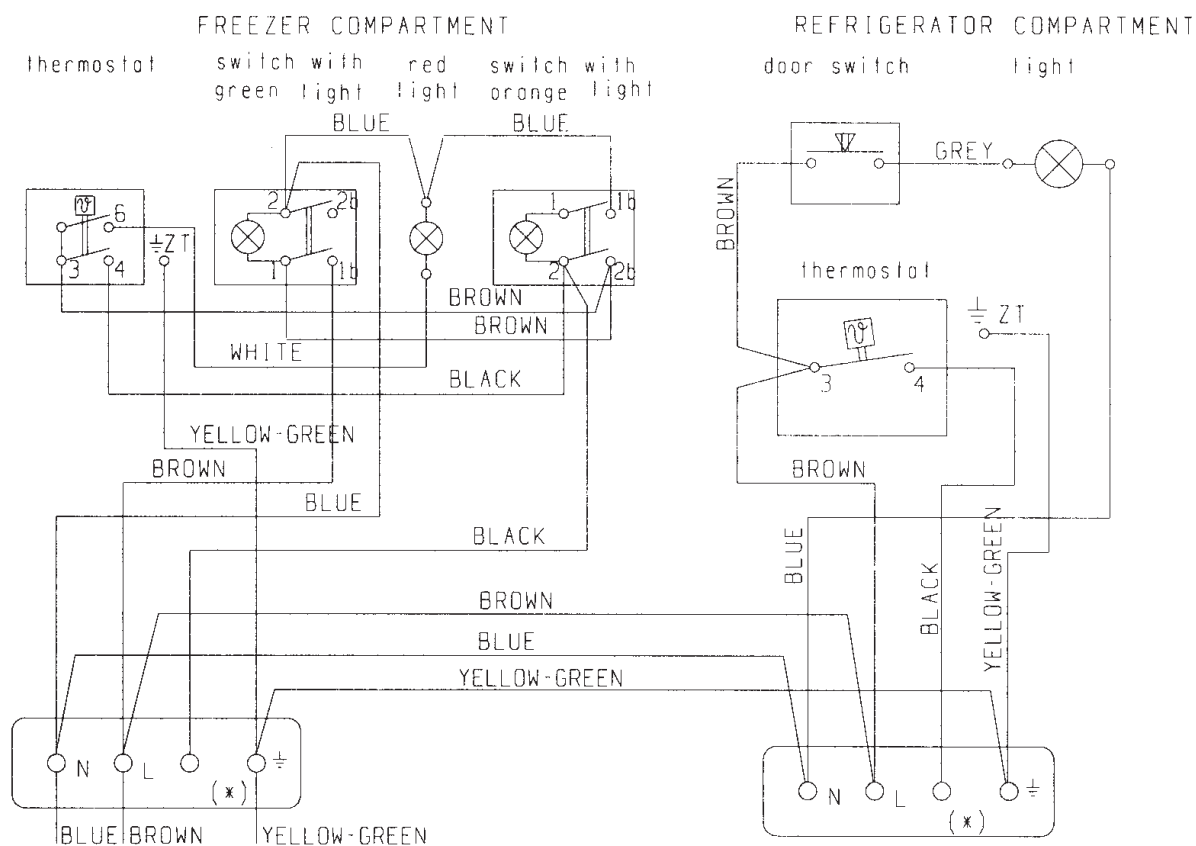 FREEZER COMPARTMENT
REFRIGERATOR COMPARTMENT
thermostat
switch with green light
red light
switch with orange light
door switch
light
BLUE
BLUE
GREY
BROWN
6
3
4
ZT
2
2b
1
1b
1
1b
2
2b
thermostat
ZT
3
4
BROWN
BROWN
WHITE
BLACK
YELLOW-GREEN
BROWN
BLUE
BLACK
BROWN
BLUE
BLACK
YELLOW-GREEN
BROWN
BLUE
YELLOW-GREEN
N
L
(*)
BLUE
BROWN
YELLOW-GREEN
N
L
(*)